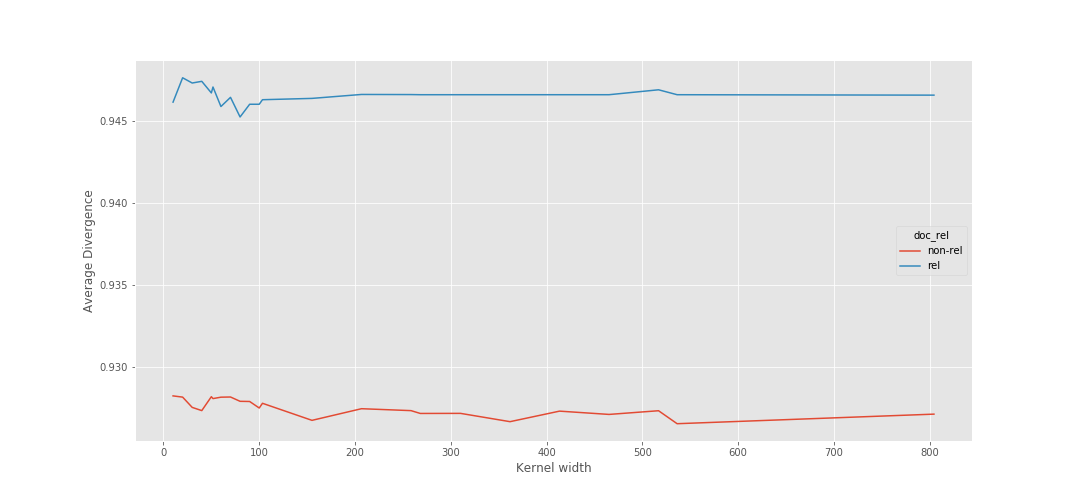 0.945
0.940
0.935
0.930
Average Divergence
doc_rel
non-rel
rel
0 100 200 300 400 500 600 700 800
Kernel width